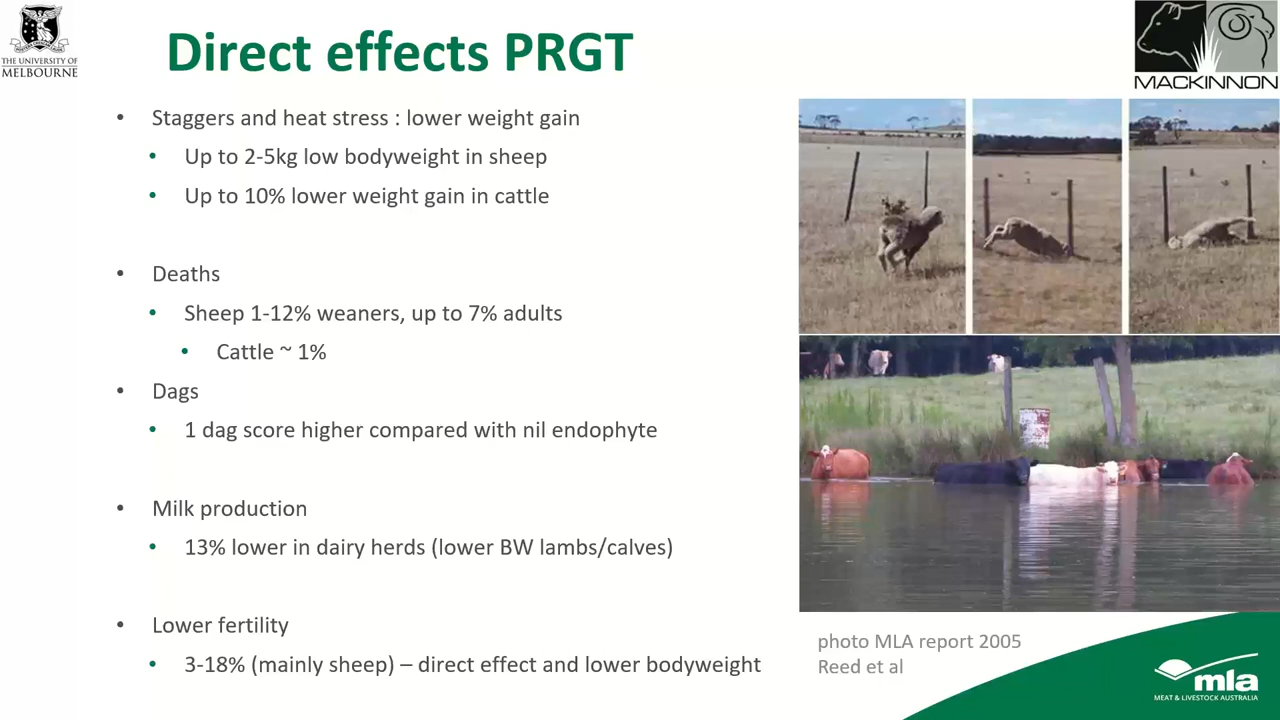 THE UNIVERSITY OF
MELBOURNE
Direct effects PRGT
MACKINNON
• Staggers and heat stress : lower weight gain
• Up to 2-5kg low bodyweight in sheep
• Up to 10% lower weight gain in cattle
• Deaths
• Sheep 1-12% weaners, up to 7% adults
• Cattle ~ 1%
• Dags
• 1 dag score higher compared with nil endophyte
• Milk production
• 13% lower in dairy herds (lower BW lambs/calves)
• Lower fertility
• 3-18% (mainly sheep) – direct effect and lower bodyweight
photo MLA report 2005
Reed et al
mla
MEAT & LIVESTOCK AUSTRALIA